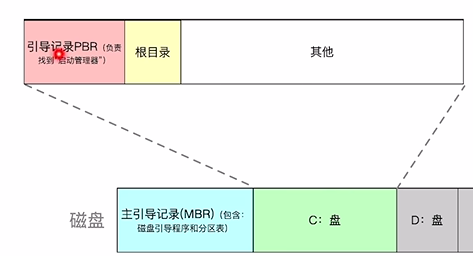 引导记录PBR（负责
找到“启动管理器”）
根目录
其他
磁盘
主引导记录(MBR)（包含：
磁盘引导程序和分区表）
C：盘
D：盘